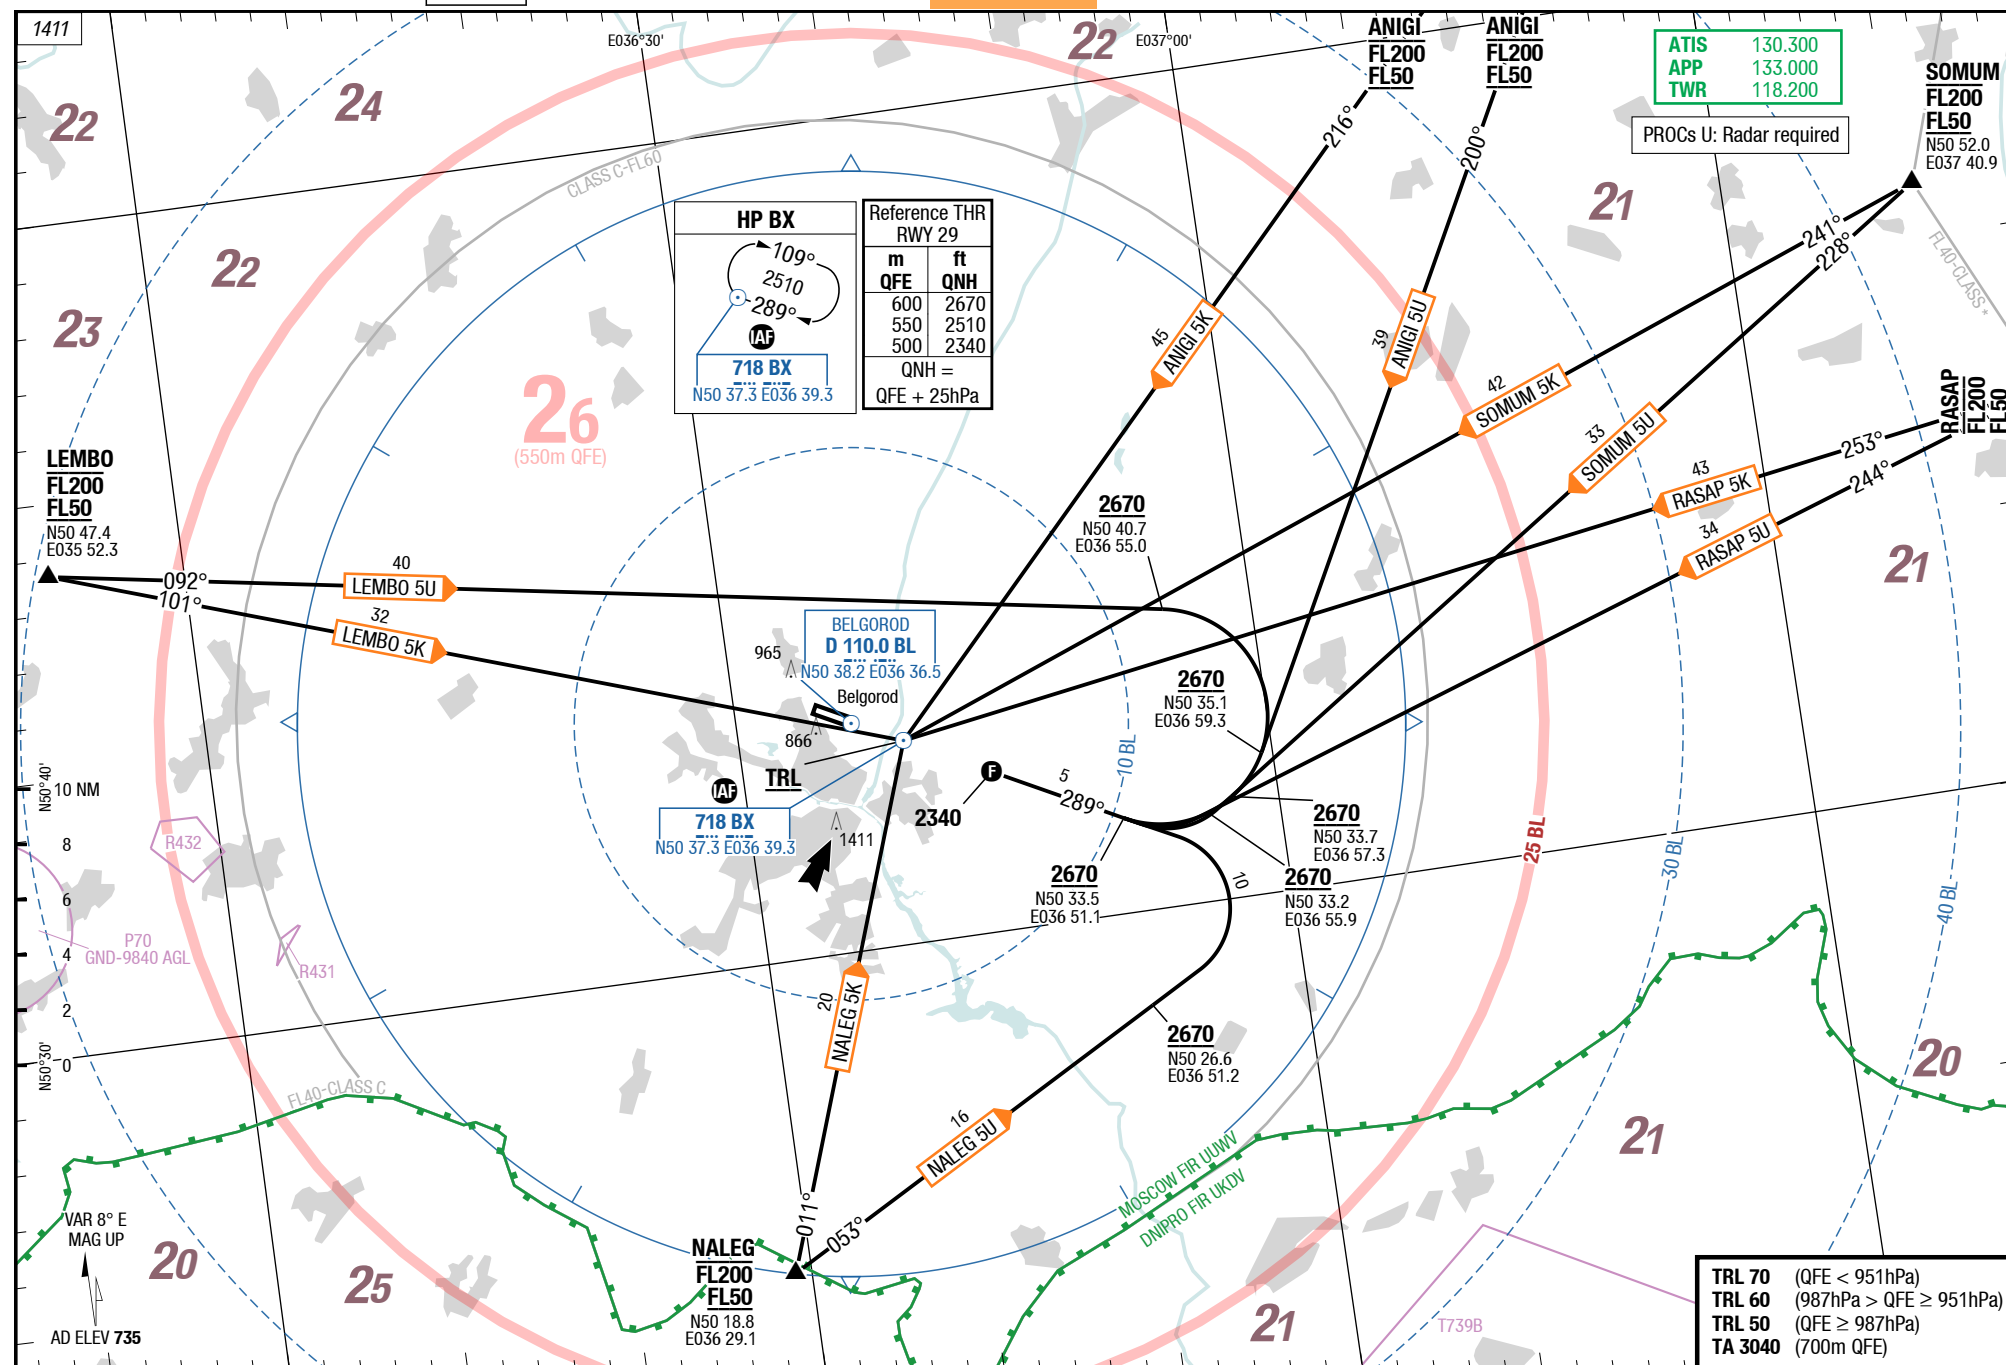 1411
E036°30'
E037°00'
22
ANIGI
FL200
FL50
ANIGI
FL200
FL50
ATIS 130.300
APP 133.000
TWR 118.200
PROCs U: Radar required
SOMUM
FL200
FL50
N50 52.0
E037 40.9
22
24
CLASS C-FL60
216°
200°
21
241°
228°
FL40-CLASS *
HP BX
109°
2510
289°
IAF
718 BX
N50 37.3 E036 39.3
Reference THR
RWY 29
m ft
QFE QNH
600 2670
550 2510
500 2340
QNH =
QFE + 25hPa
22
23
26
(550m QFE)
45
ANIGI 5K
39
ANIGI 5U
42
SOMUM 5K
33
SOMUM 5U
RASAP
FL200
FL50
253°
244°
43
RASAP 5K
34
RASAP 5U
21
LEMBO
FL200
FL50
N50 47.4
E035 52.3
092°
101°
40
LEMBO 5U
32
LEMBO 5K
2670
N50 40.7
E036 55.0
965
BELGOROD
D 110.0 BL
N50 38.2 E036 36.5
Belgorod
866
TRL
2670
N50 35.1
E036 59.3
10 BL
IAF
718 BX
N50 37.3 E036 39.3
1411
F
2340
5
289°
2670
N50 33.7
E036 57.3
2670
N50 33.2
E036 55.9
2670
N50 33.5
E036 51.1
10
25 BL
30 BL
40 BL
N50°40'
10 NM
8
6
4
2
0
N50°30'
R432
P70
GND-9840 AGL
R431
FL40-CLASS C
20
NALEG 5K
2670
N50 26.6
E036 51.2
16
NALEG 5U
20
21
MOSCOW FIR UUWV
DNIPRO FIR UKDV
011°
053°
VAR 8° E
MAG UP
20
25
AD ELEV 735
NALEG
FL200
FL50
N50 18.8
E036 29.1
21
T739B
TRL 70 (QFE < 951hPa)
TRL 60 (987hPa > QFE ≥ 951hPa)
TRL 50 (QFE ≥ 987hPa)
TA 3040 (700m QFE)